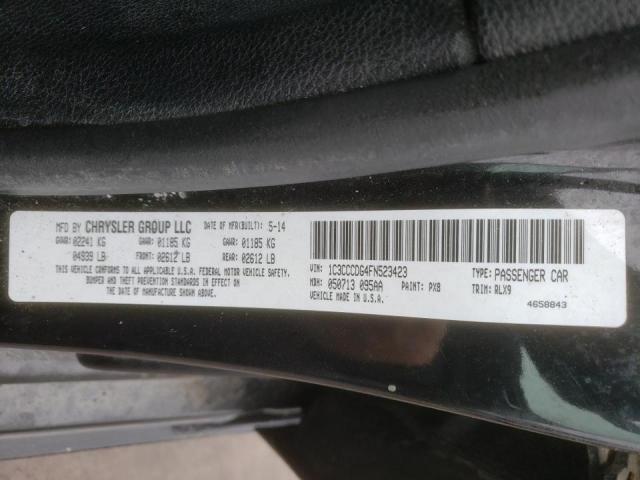 MFD BY CHRYSLER GROUP LLC DATE OF MFR(BUILT): 5-14
GVWR: 02241 KG GAWR: 01185 KG GAWR: 01185 KG
04939 LB FRONT: 02612 LB REAR: 02612 LB
THIS VEHICLE CONFORMS TO ALL APPLICABLE U.S.A. FEDERAL MOTOR VEHICLE SAFETY,
BUMPER AND THEFT PREVENTION STANDARDS IN EFFECT ON
THE DATE OF MANUFACTURE SHOWN ABOVE.
VIN: 1C3CCCDG4FN523423 TYPE: PASSENGER CAR
MDH: 050713 095AA PAINT: PX8 TRIM: RLX9
VEHICLE MADE IN U.S.A.
4658843